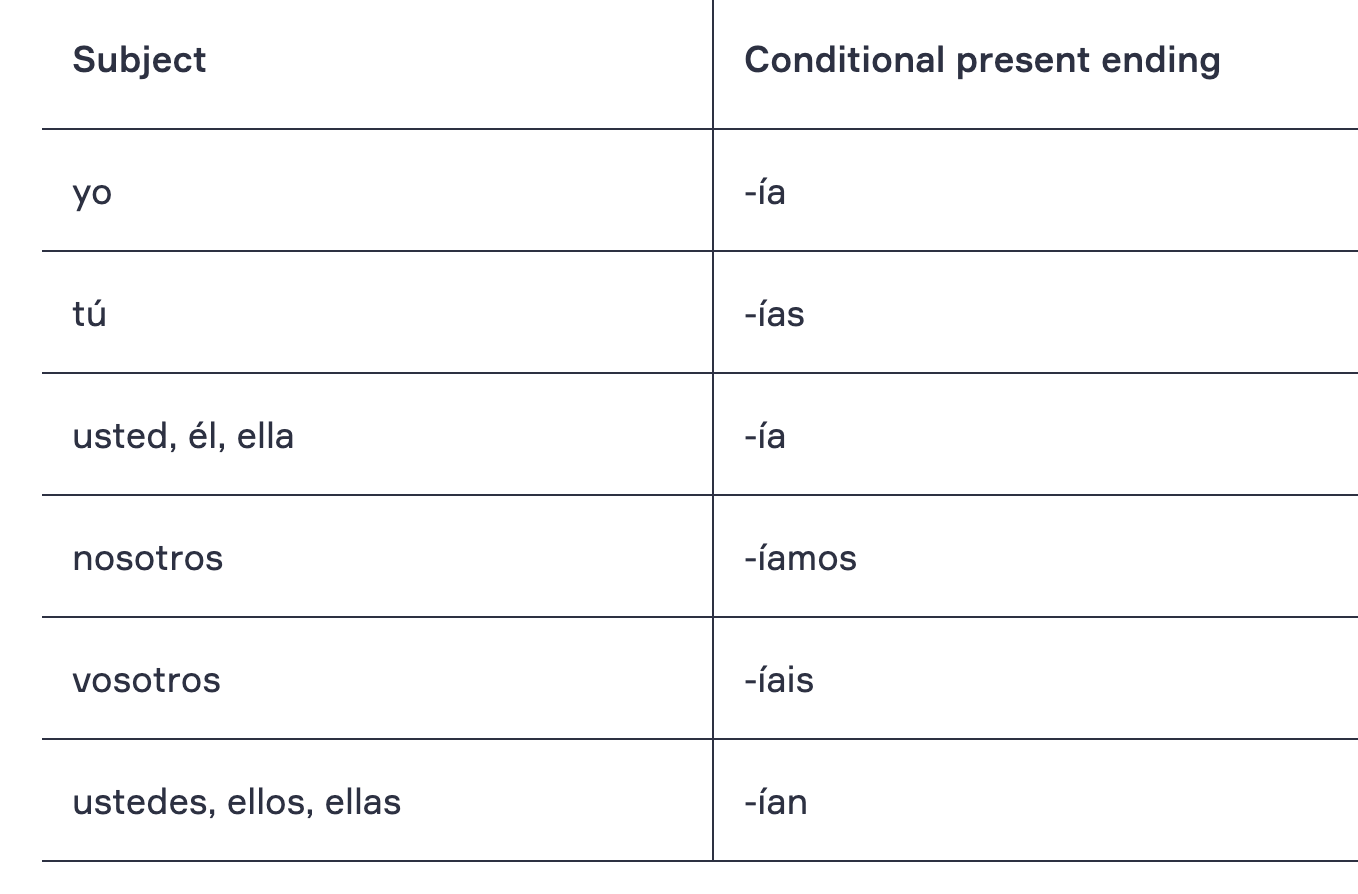 Subject Conditional present ending
yo -ía
tú -ías
usted, él, ella -ía
nosotros -íamos
vosotros -íais
ustedes, ellos, ellas -ían